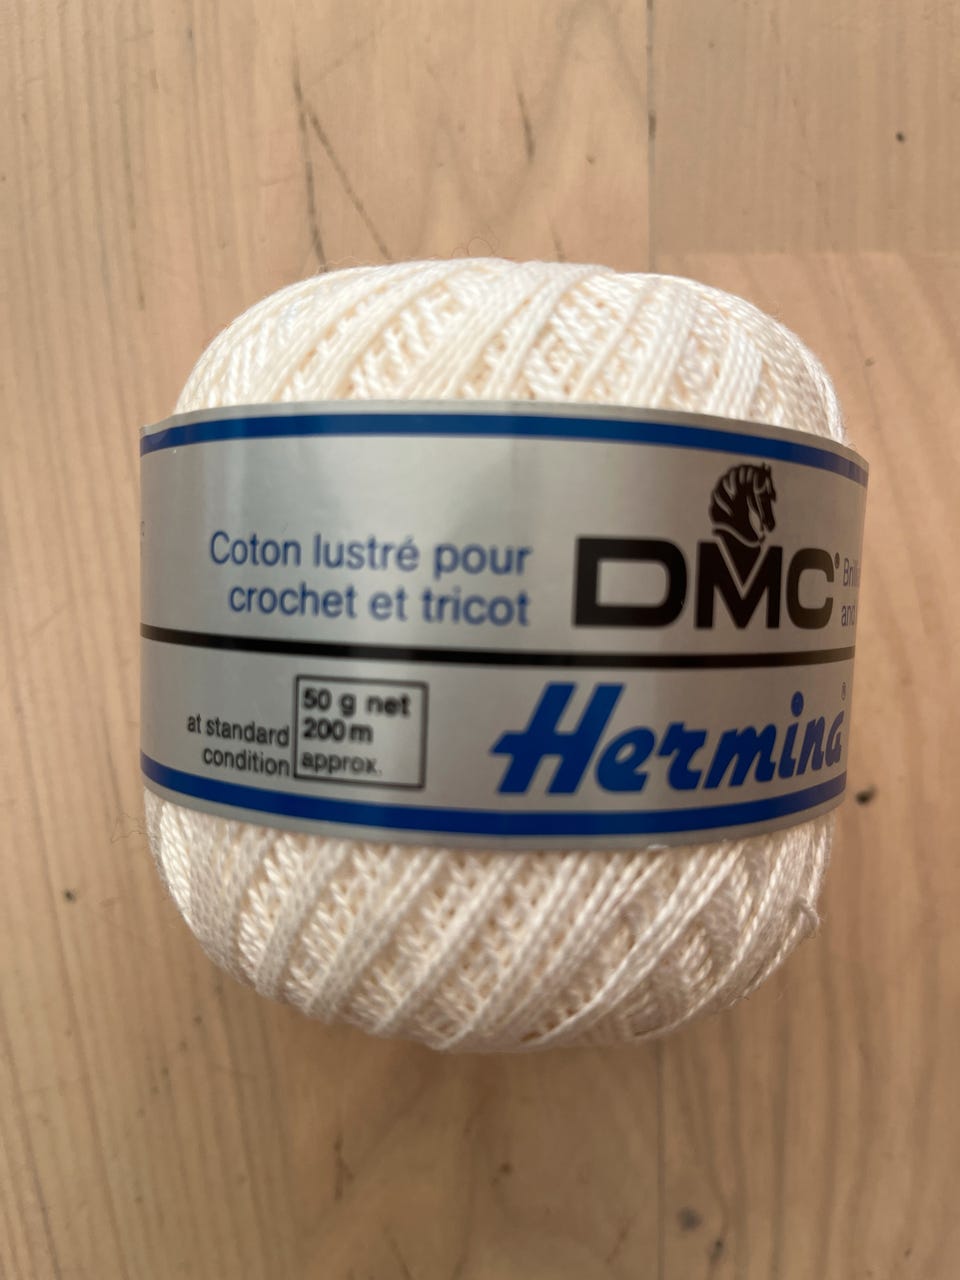 Coton lustré pour
crochet et tricot
DMC®
at standard
condition
50 g net
200 m
approx.
Hermina®